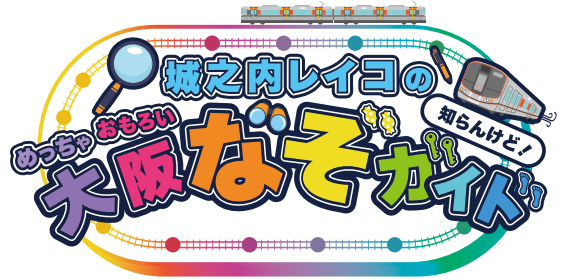 城之内レイコの
めっちゃおもろい
大阪なぞガイド
知らんけど!